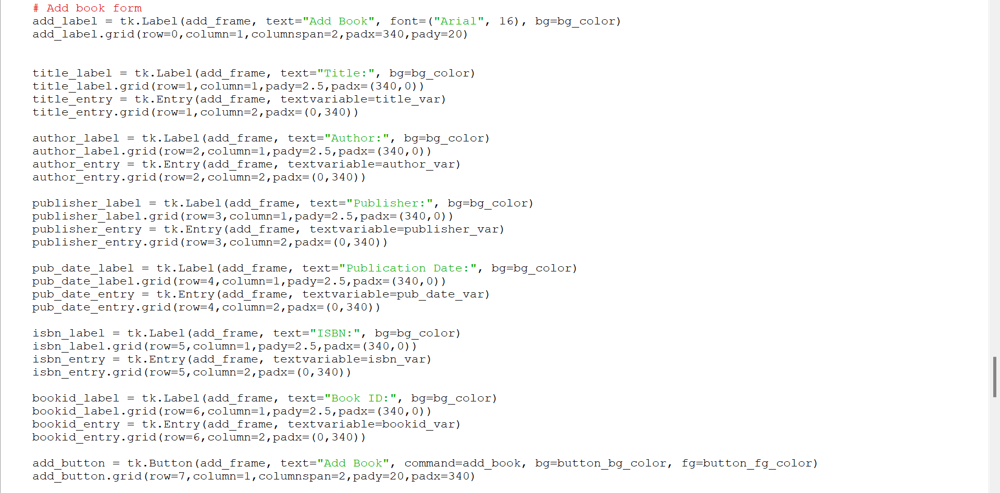 # Add book form
add_label = tk.Label(add_frame, text="Add Book", font=("Arial", 16), bg=bg_color)
add_label.grid(row=0,column=1,columnspan=2,padx=340,pady=20)
title_label = tk.Label(add_frame, text="Title:", bg=bg_color)
title_label.grid(row=1,column=1,pady=2.5,padx=(340,0))
title_entry = tk.Entry(add_frame, textvariable=title_var)
title_entry.grid(row=1,column=2,padx=(0,340))
author_label = tk.Label(add_frame, text="Author:", bg=bg_color)
author_label.grid(row=2,column=1,pady=2.5,padx=(340,0))
author_entry = tk.Entry(add_frame, textvariable=author_var)
author_entry.grid(row=2,column=2,padx=(0,340))
publisher_label = tk.Label(add_frame, text="Publisher:", bg=bg_color)
publisher_label.grid(row=3,column=1,pady=2.5,padx=(340,0))
publisher_entry = tk.Entry(add_frame, textvariable=publisher_var)
publisher_entry.grid(row=3,column=2,padx=(0,340))
pub_date_label = tk.Label(add_frame, text="Publication Date:", bg=bg_color)
pub_date_label.grid(row=4,column=1,pady=2.5,padx=(340,0))
pub_date_entry = tk.Entry(add_frame, textvariable=pub_date_var)
pub_date_entry.grid(row=4,column=2,padx=(0,340))
isbn_label = tk.Label(add_frame, text="ISBN:", bg=bg_color)
isbn_label.grid(row=5,column=1,pady=2.5,padx=(340,0))
isbn_entry = tk.Entry(add_frame, textvariable=isbn_var)
isbn_entry.grid(row=5,column=2,padx=(0,340))
bookid_label = tk.Label(add_frame, text="Book ID:", bg=bg_color)
bookid_label.grid(row=6,column=1,pady=2.5,padx=(340,0))
bookid_entry = tk.Entry(add_frame, textvariable=bookid_var)
bookid_entry.grid(row=6,column=2,padx=(0,340))
add_button = tk.Button(add_frame, text="Add Book", command=add_book, bg=button_bg_color, fg=button_fg_color)
add_button.grid(row=7,column=1,columnspan=2,pady=20,padx=340)